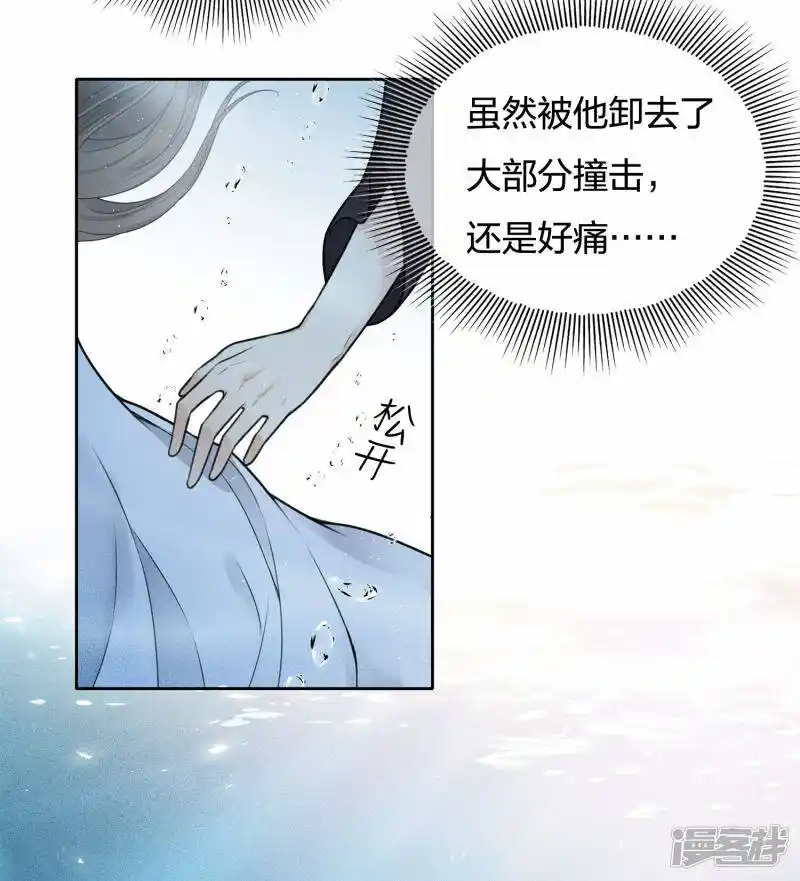 虽然被他卸去了
大部分撞击，
还是好痛……
松开
漫客栈